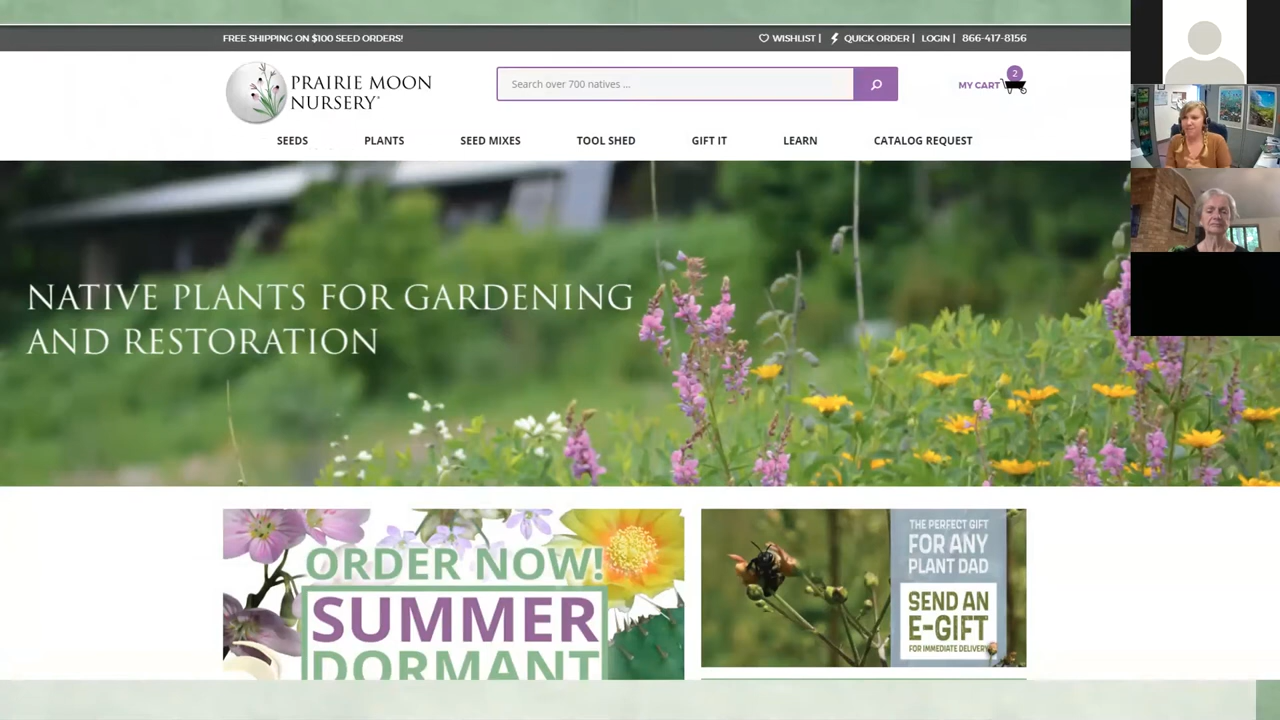 FREE SHIPPING ON $100 SEED ORDERS!
WISHLIST | QUICK ORDER | LOGIN | 866-417-8156
PRAIRIE MOON
NURSERY®
Search over 700 natives ...
MY CART 2
SEEDS PLANTS SEED MIXES TOOL SHED GIFT IT LEARN CATALOG REQUEST
NATIVE PLANTS FOR GARDENING
AND RESTORATION
ORDER NOW!
SUMMER
DORMANT
THE PERFECT GIFT
FOR ANY
PLANT DAD
SEND AN
E-GIFT
FOR IMMEDIATE DELIVERY